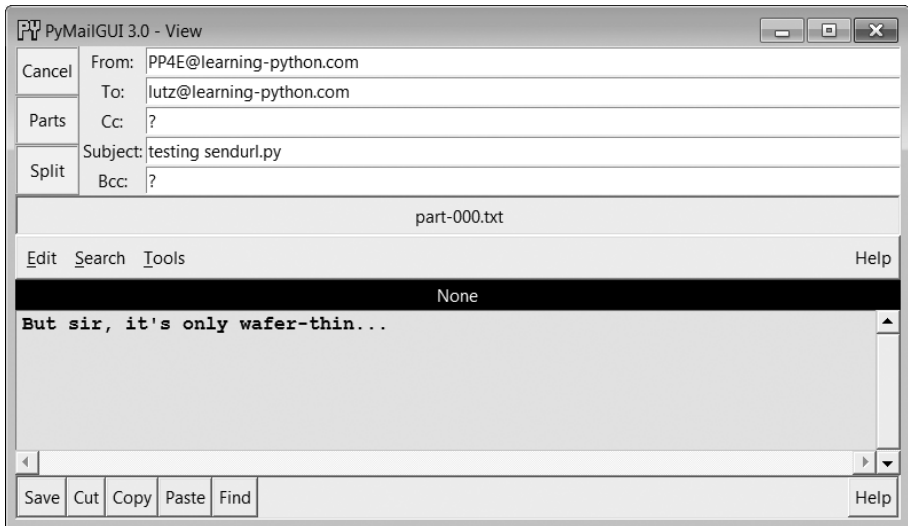 PY PyMailGUI 3.0 - View
Cancel
From: PP4E@learning-python.com
To: lutz@learning-python.com
Parts
Cc: ?
Subject: testing sendurl.py
Split
Bcc: ?
part-000.txt
Edit Search Tools Help
None
But sir, it's only wafer-thin...
Save Cut Copy Paste Find Help